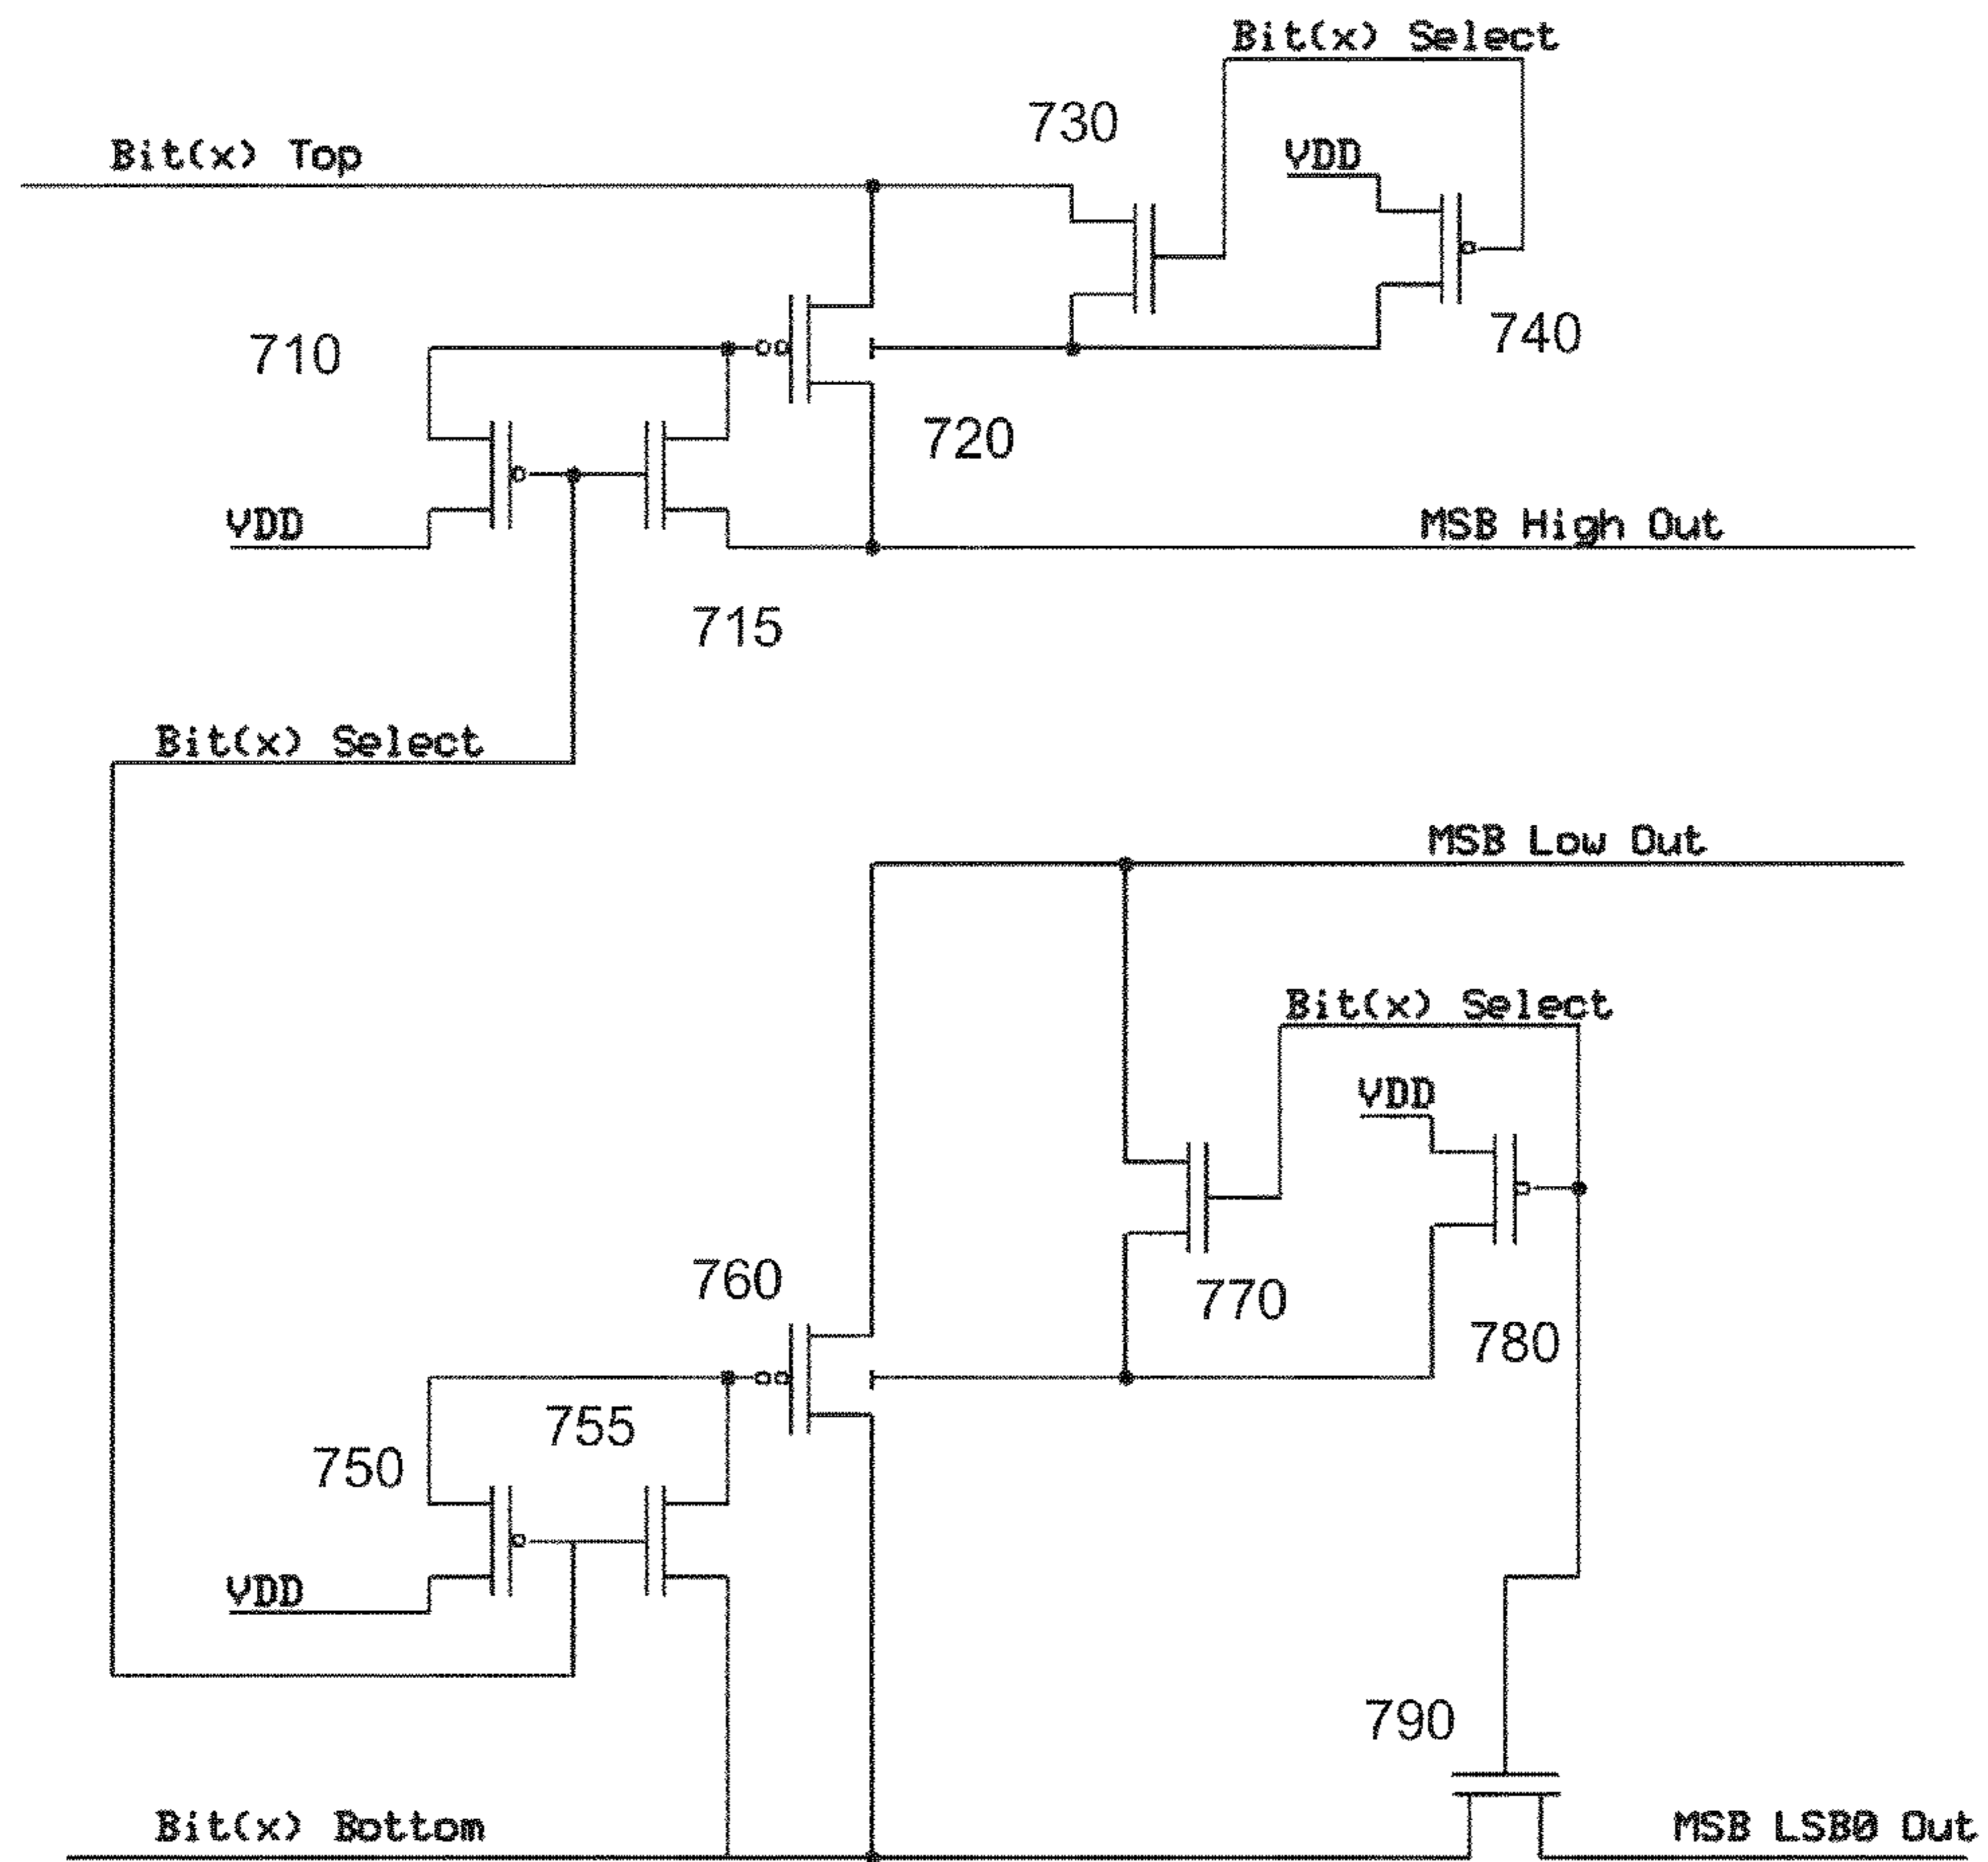 Bit(x) Select
730
Bit(x) Top
VDD
740
710
720
VDD
MSB High Out
715
Bit(x) Select
MSB Low Out
Bit(x) Select
VDD
760
770
780
755
750
VDD
790
Bit(x) Bottom
MSB LSB0 Out